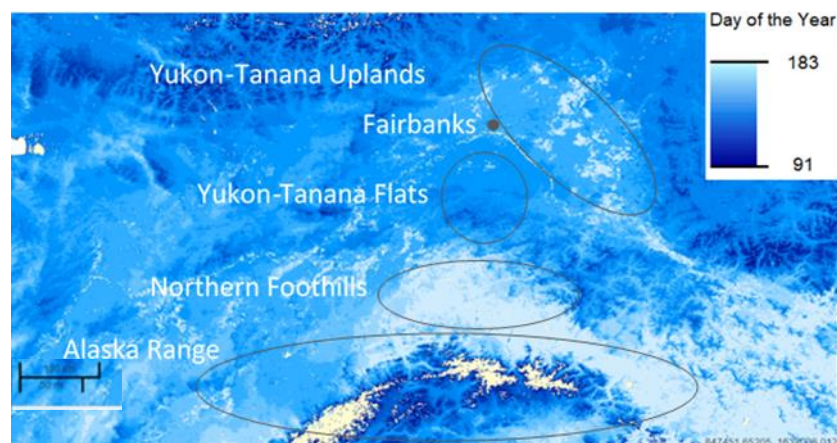 Day of the Year
183
91
Yukon-Tanana Uplands
Fairbanks
Yukon-Tanana Flats
Northern Foothills
Alaska Range